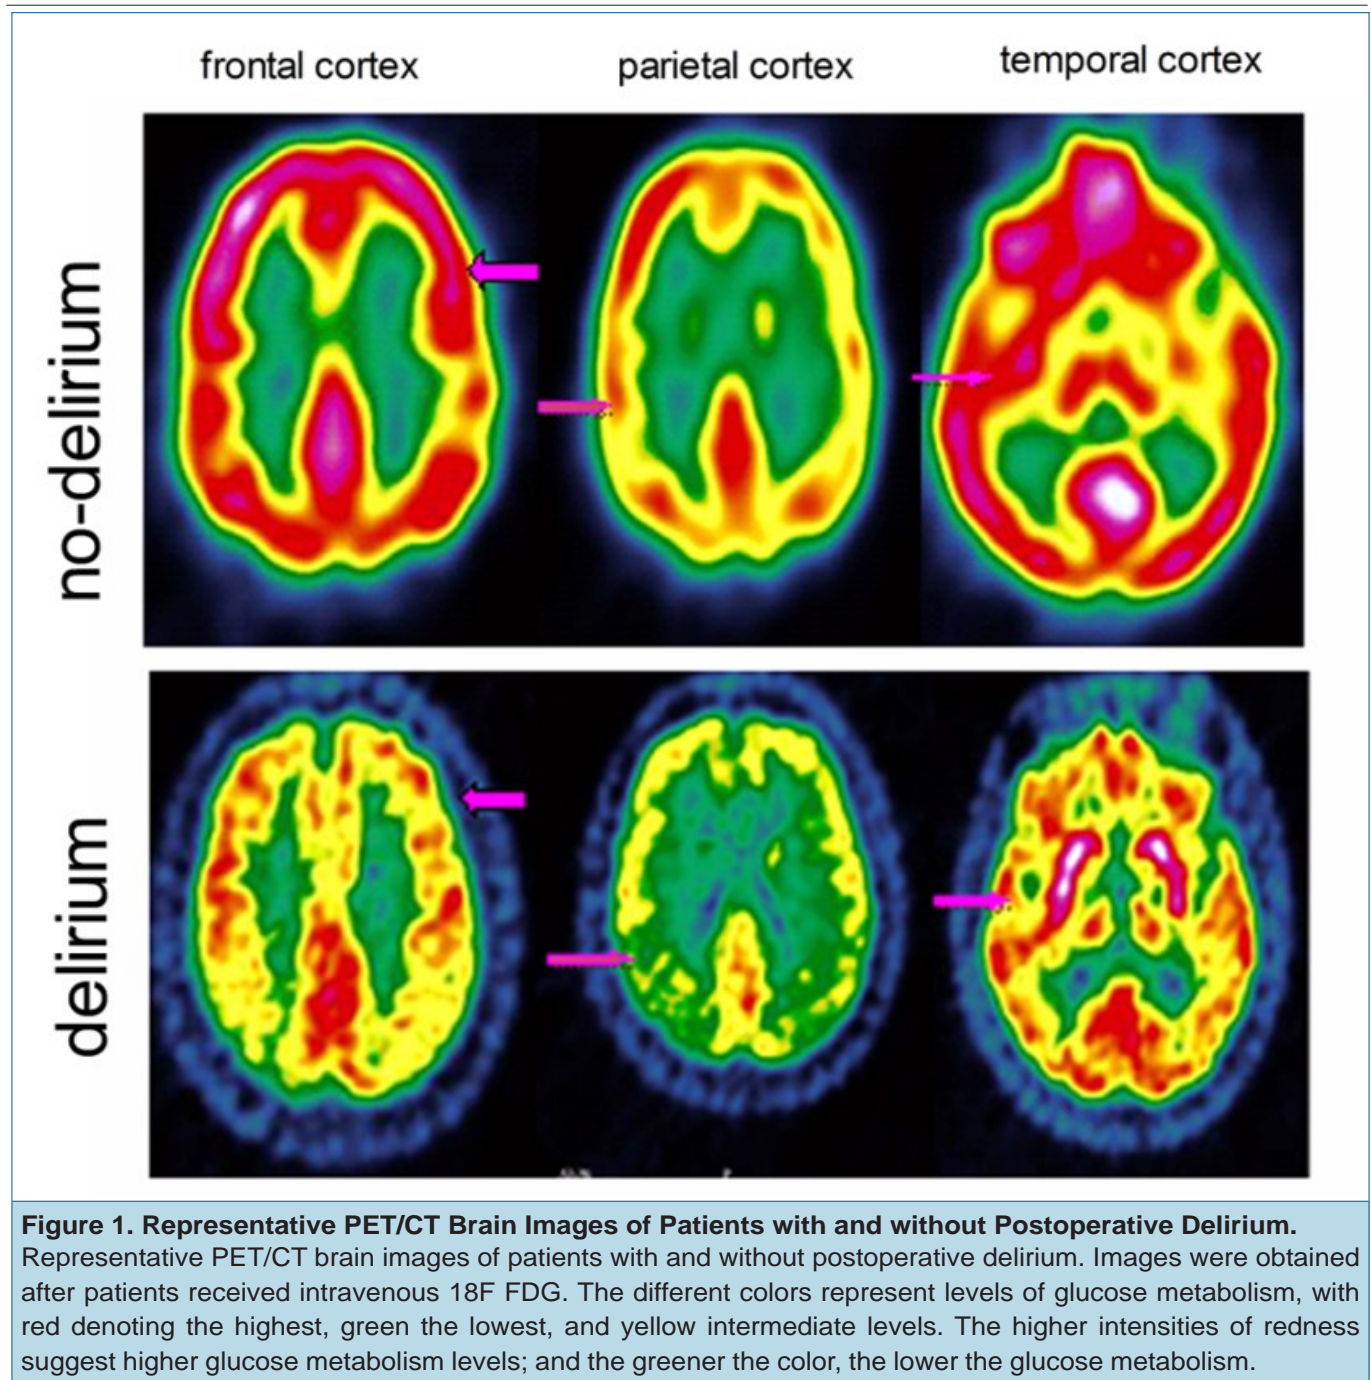 frontal cortex
parietal cortex
temporal cortex
no-delirium
delirium
Figure 1. Representative PET/CT Brain Images of Patients with and without Postoperative Delirium.
Representative PET/CT brain images of patients with and without postoperative delirium. Images were obtained
after patients received intravenous 18F FDG. The different colors represent levels of glucose metabolism, with
red denoting the highest, green the lowest, and yellow intermediate levels. The higher intensities of redness
suggest higher glucose metabolism levels; and the greener the color, the lower the glucose metabolism.